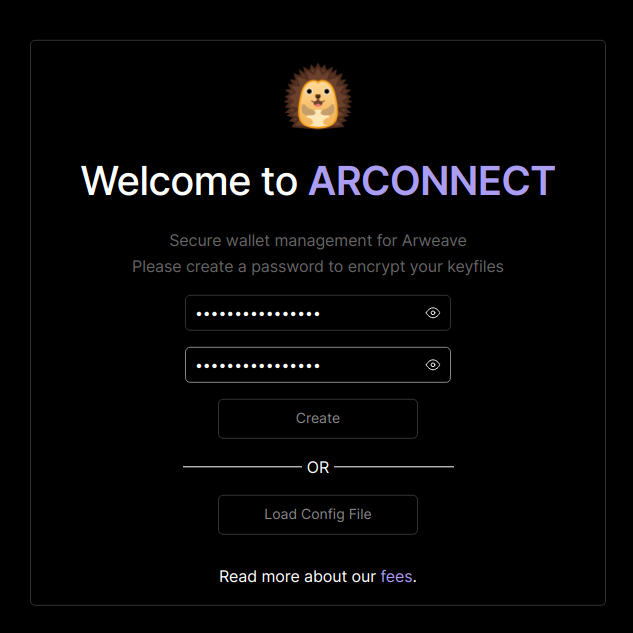 Welcome to ARCONNECT
Secure wallet management for Arweave
Please create a password to encrypt your keyfiles
••••••••••••••••
••••••••••••••••
Create
OR
Load Config File
Read more about our fees.